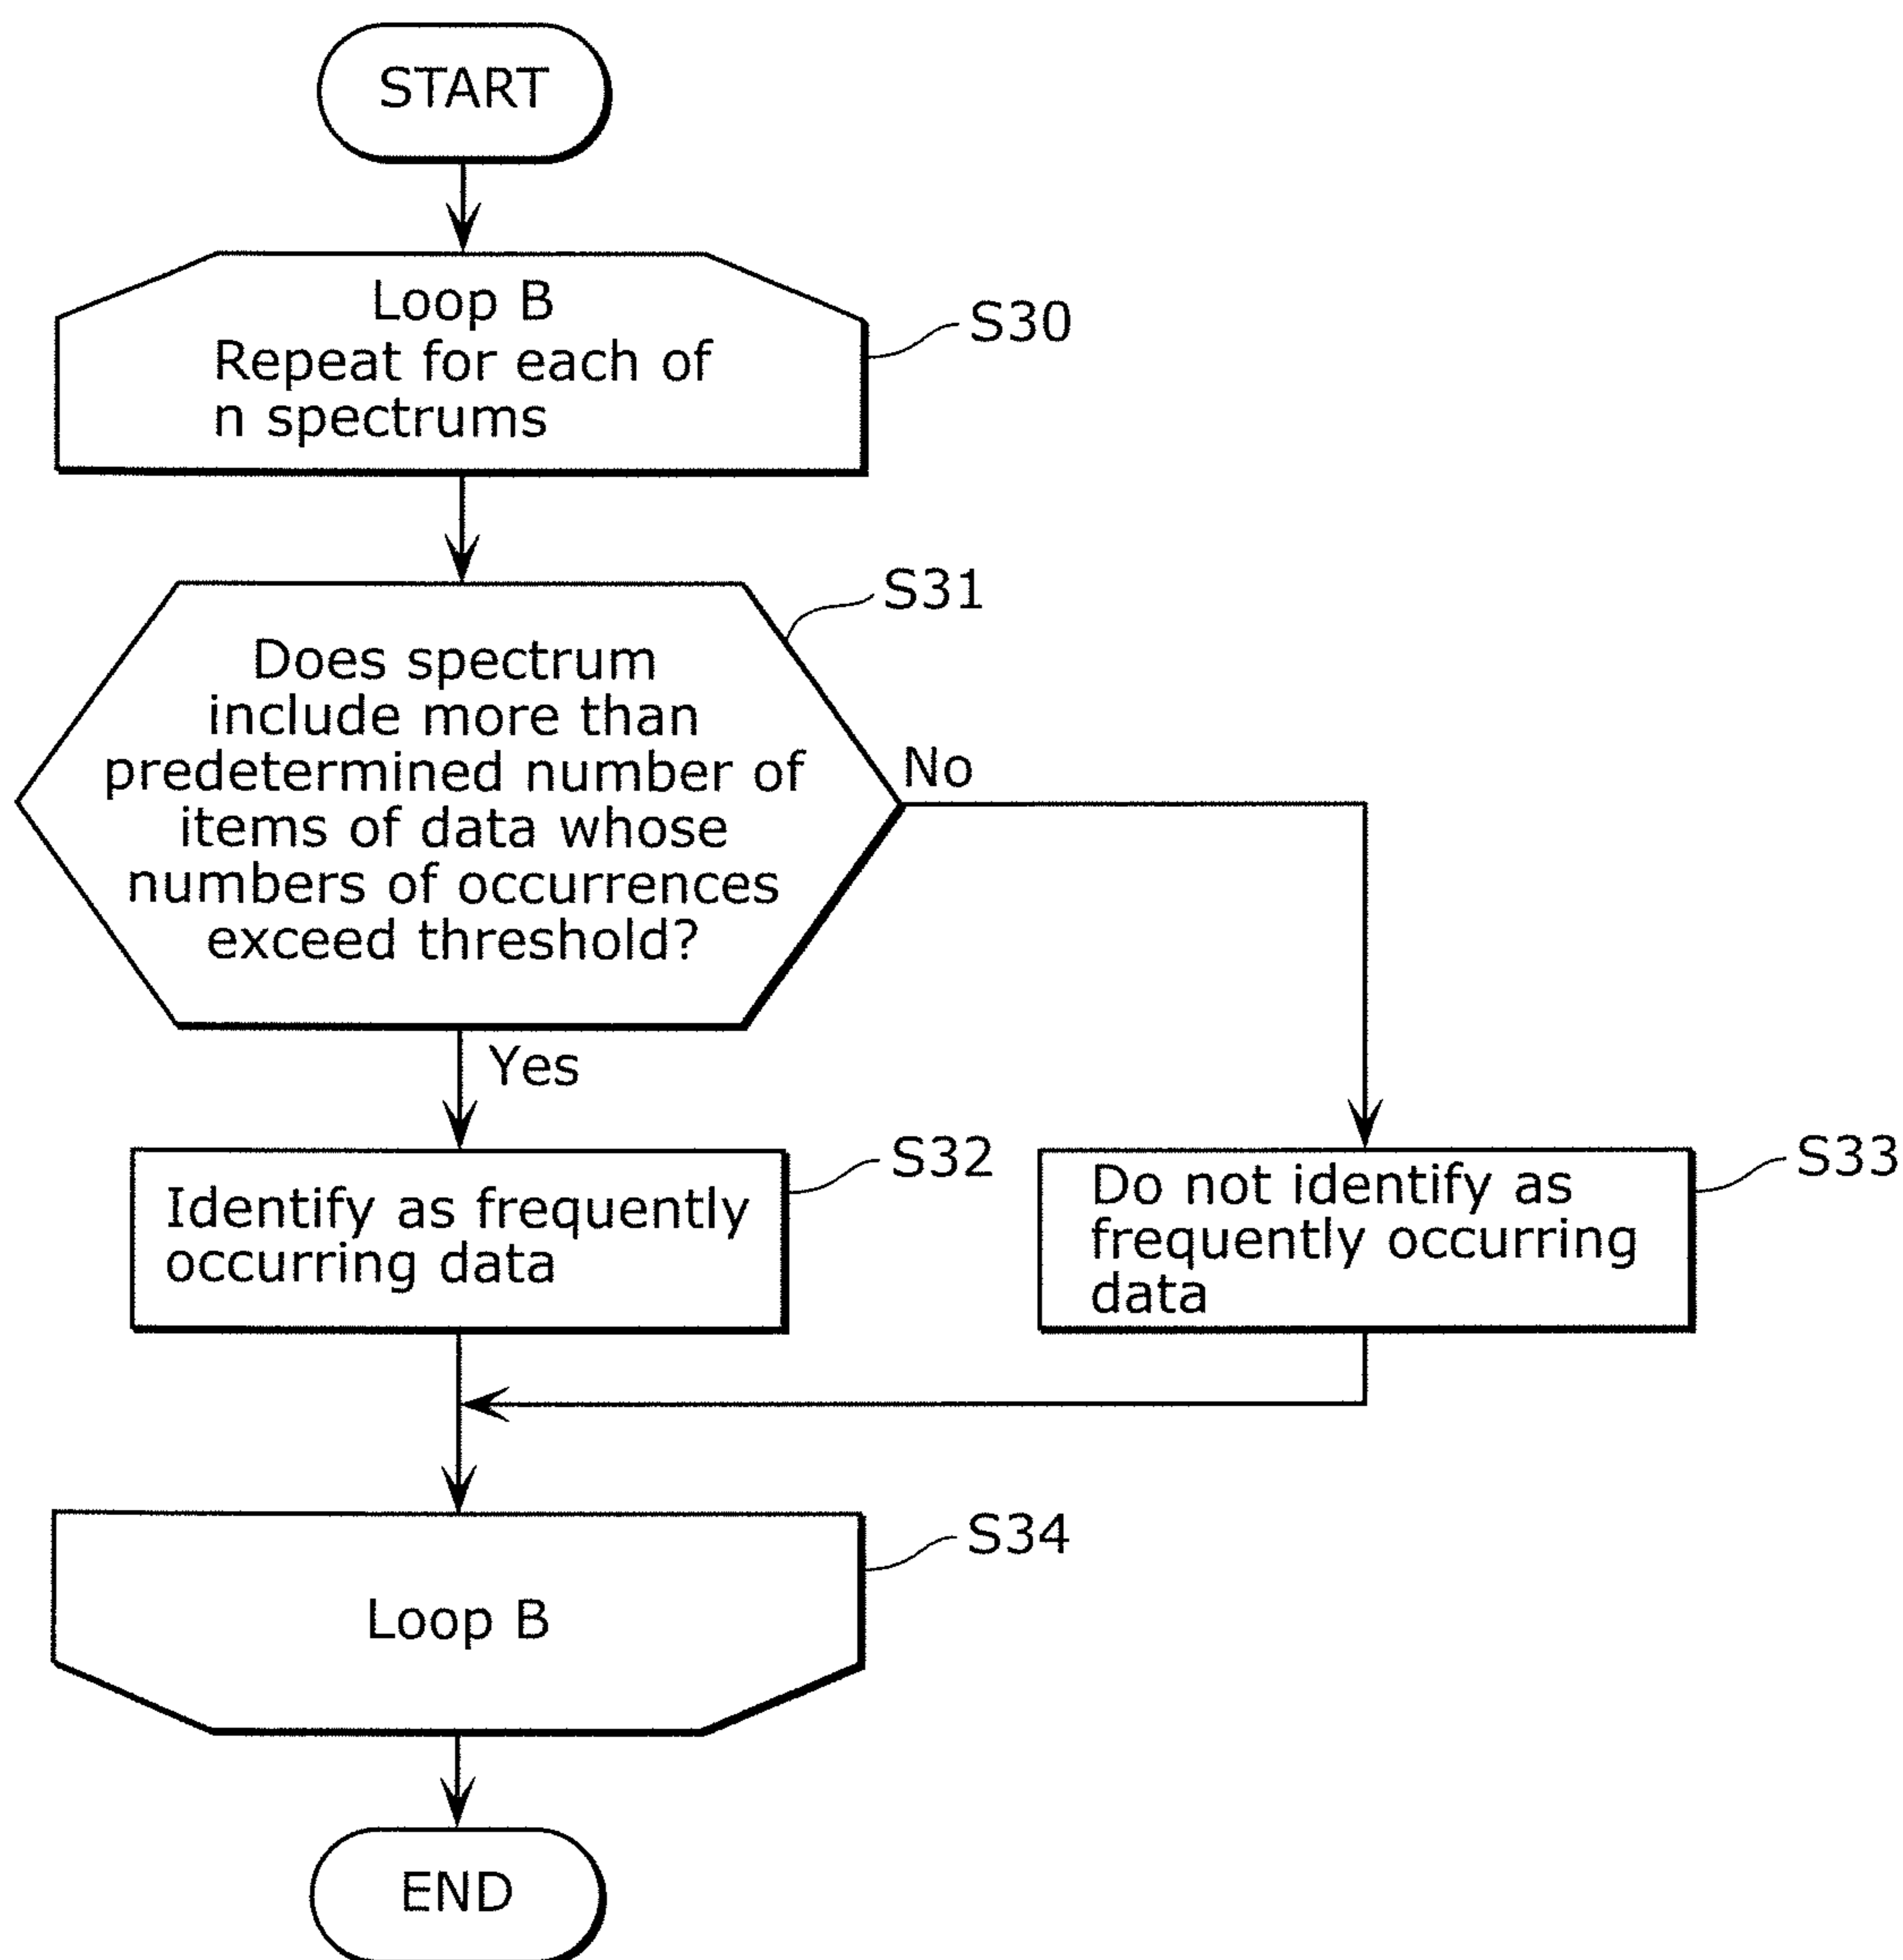 START
Loop B
Repeat for each of
n spectrums
S30
S31
Does spectrum
include more than
predetermined number of
items of data whose
numbers of occurrences
exceed threshold?
No
Yes
S32
Identify as frequently
occurring data
S33
Do not identify as
frequently occurring
data
S34
Loop B
END